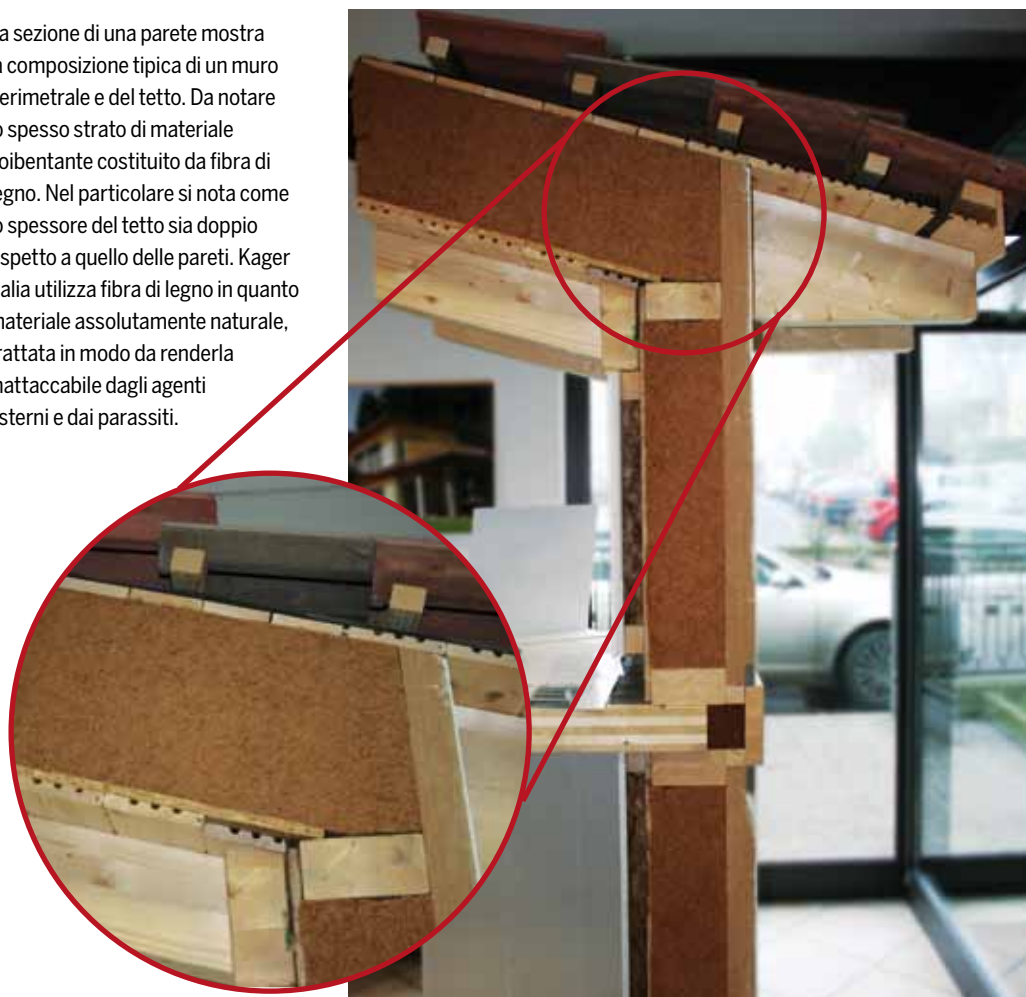 a sezione di una parete mostra
a composizione tipica di un muro
erimetrale e del tetto. Da notare
o spesso strato di materiale
oibentante costituito da fibra di
egno. Nel particolare si nota come
o spessore del tetto sia doppio
spetto a quello delle pareti. Kager
alia utilizza fibra di legno in quanto
nateriale assolutamente naturale,
rattata in modo da renderla
nattaccabile dagli agenti
sterni e dai parassiti.